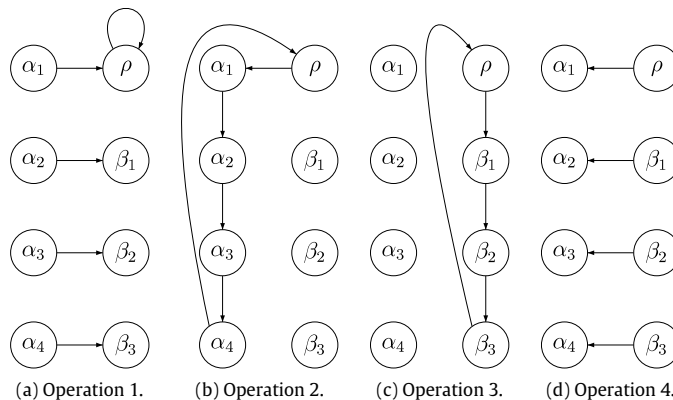 α₁ ρ α₁ ρ α₁ ρ α₁ ρ
α₂ β₁ α₂ β₁ α₂ β₁ α₂ β₁
α₃ β₂ α₃ β₂ α₃ β₂ α₃ β₂
α₄ β₃ α₄ β₃ α₄ β₃ α₄ β₃
(a) Operation 1. (b) Operation 2. (c) Operation 3. (d) Operation 4.